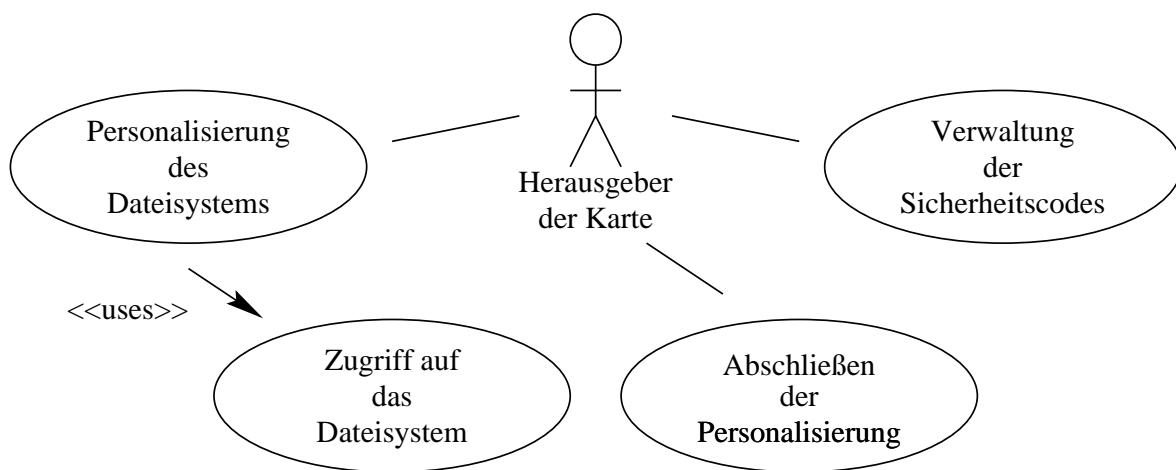 Personalisierung
des
Dateisystems
Herausgeber
der Karte
Verwaltung
der
Sicherheitscodes
<<uses>>
Zugriff auf
das
Dateisystem
Abschließen
der
Personalisierung